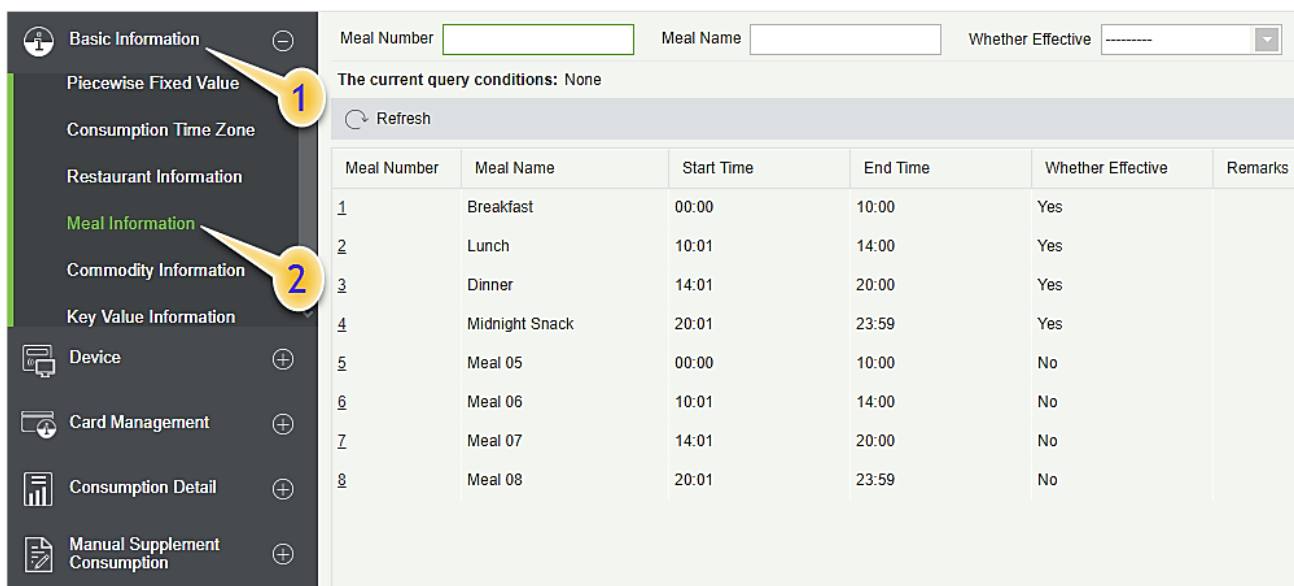 Basic Information
Piecewise Fixed Value
Consumption Time Zone
Restaurant Information
Meal Information
Commodity Information
Key Value Information
Device
Card Management
Consumption Detail
Manual Supplement
Consumption
1
2
Meal Number Meal Name Whether Effective ---------
The current query conditions: None
Refresh
Meal Number Meal Name Start Time End Time Whether Effective Remarks
1 Breakfast 00:00 10:00 Yes
2 Lunch 10:01 14:00 Yes
3 Dinner 14:01 20:00 Yes
4 Midnight Snack 20:01 23:59 Yes
5 Meal 05 00:00 10:00 No
6 Meal 06 10:01 14:00 No
7 Meal 07 14:01 20:00 No
8 Meal 08 20:01 23:59 No